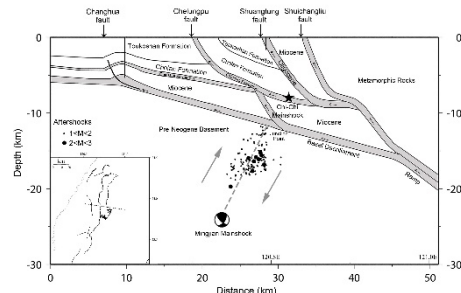 Changhua
fault
Chelungpu
fault
Shuangtung
fault
Shuichangliu
fault
0
Toukoshan Formation
Miocene
Metamorphic Rocks
Miocene
Chi-Chi
Mainshock
Miocene
-10
Pre Neogene Basement
Basal Decollement
Ramp
Aftershocks
1<M<2
2<M<3
Depth (km)
-20
Mingjian Mainshock
-30
-30
0
10
20
30
40
50
Distance (km)